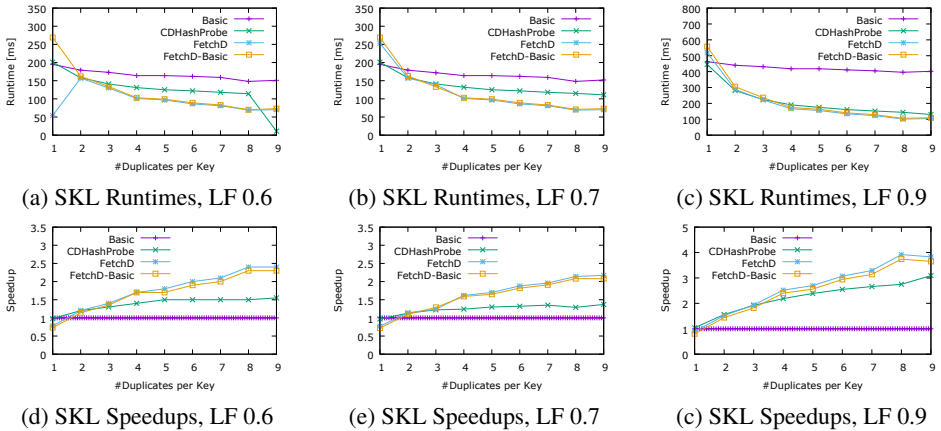 350
300
250
200
150
100
50
0
Runtime [ms]
Basic
CDHashProbe
FetchD
FetchD-Basic
1 2 3 4 5 6 7 8 9
#Duplicates per Key
(a) SKL Runtimes, LF 0.6
350
300
250
200
150
100
50
0
Runtime [ms]
Basic
CDHashProbe
FetchD
FetchD-Basic
1 2 3 4 5 6 7 8 9
#Duplicates per Key
(b) SKL Runtimes, LF 0.7
900
800
700
600
500
400
300
200
100
0
Runtime [ms]
Basic
CDHashProbe
FetchD
FetchD-Basic
1 2 3 4 5 6 7 8 9
#Duplicates per Key
(c) SKL Runtimes, LF 0.9
3.5
3
2.5
2
1.5
1
0.5
0
Speedup
Basic
CDHashProbe
FetchD
FetchD-Basic
1 2 3 4 5 6 7 8 9
#Duplicates per Key
(d) SKL Speedups, LF 0.6
3.5
3
2.5
2
1.5
1
0.5
0
Speedup
Basic
CDHashProbe
FetchD
FetchD-Basic
1 2 3 4 5 6 7 8 9
#Duplicates per Key
(e) SKL Speedups, LF 0.7
5
4
3
2
1
0
Speedup
Basic
CDHashProbe
FetchD
FetchD-Basic
1 2 3 4 5 6 7 8 9
#Duplicates per Key
(c) SKL Speedups, LF 0.9